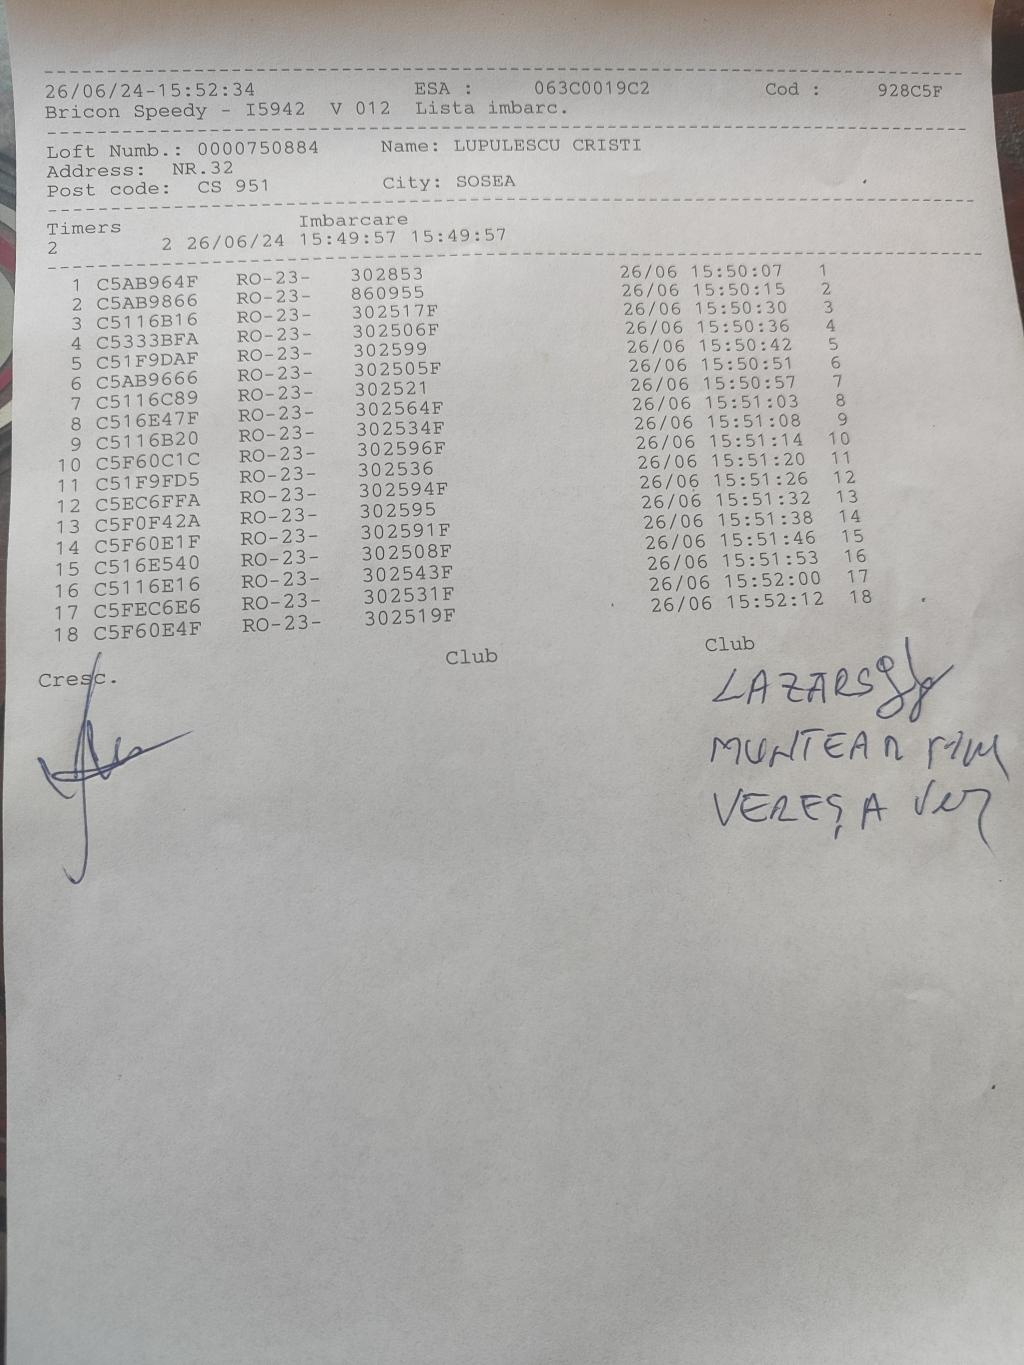 26/06/24-15:52:34 ESA : 063C0019C2 Cod : 928C5F
Bricon Speedy - I5942 V 012 Lista imbarc.
Loft Numb.: 0000750884 Name: LUPULESCU CRISTI
Address: NR.32
Post code: CS 951 City: SOSEA
Timers Imbarcare
2 2 26/06/24 15:49:57 15:49:57
1 C5AB964F RO-23- 302853 26/06 15:50:07 1
2 C5AB9866 RO-23- 860955 26/06 15:50:15 2
3 C5116B16 RO-23- 302517F 26/06 15:50:30 3
4 C5333BFA RO-23- 302506F 26/06 15:50:36 4
5 C51F9DAF RO-23- 302599 26/06 15:50:42 5
6 C5AB9666 RO-23- 302505F 26/06 15:50:51 6
7 C5116C89 RO-23- 302521 26/06 15:50:57 7
8 C516E47F RO-23- 302564F 26/06 15:51:03 8
9 C5116B20 RO-23- 302534F 26/06 15:51:08 9
10 C5F60C1C RO-23- 302596F 26/06 15:51:14 10
11 C51F9FD5 RO-23- 302536 26/06 15:51:20 11
12 C5EC6FFA RO-23- 302594F 26/06 15:51:26 12
13 C5F0F42A RO-23- 302595 26/06 15:51:32 13
14 C5F60E1F RO-23- 302591F 26/06 15:51:38 14
15 C516E540 RO-23- 302508F 26/06 15:51:46 15
16 C5116E16 RO-23- 302543F 26/06 15:51:53 16
17 C5FEC6E6 RO-23- 302531F 26/06 15:52:00 17
18 C5F60E4F RO-23- 302519F 26/06 15:52:12 18
Cresc. Club Club
LAZAR S
MUNTEAN
VEREȘ A